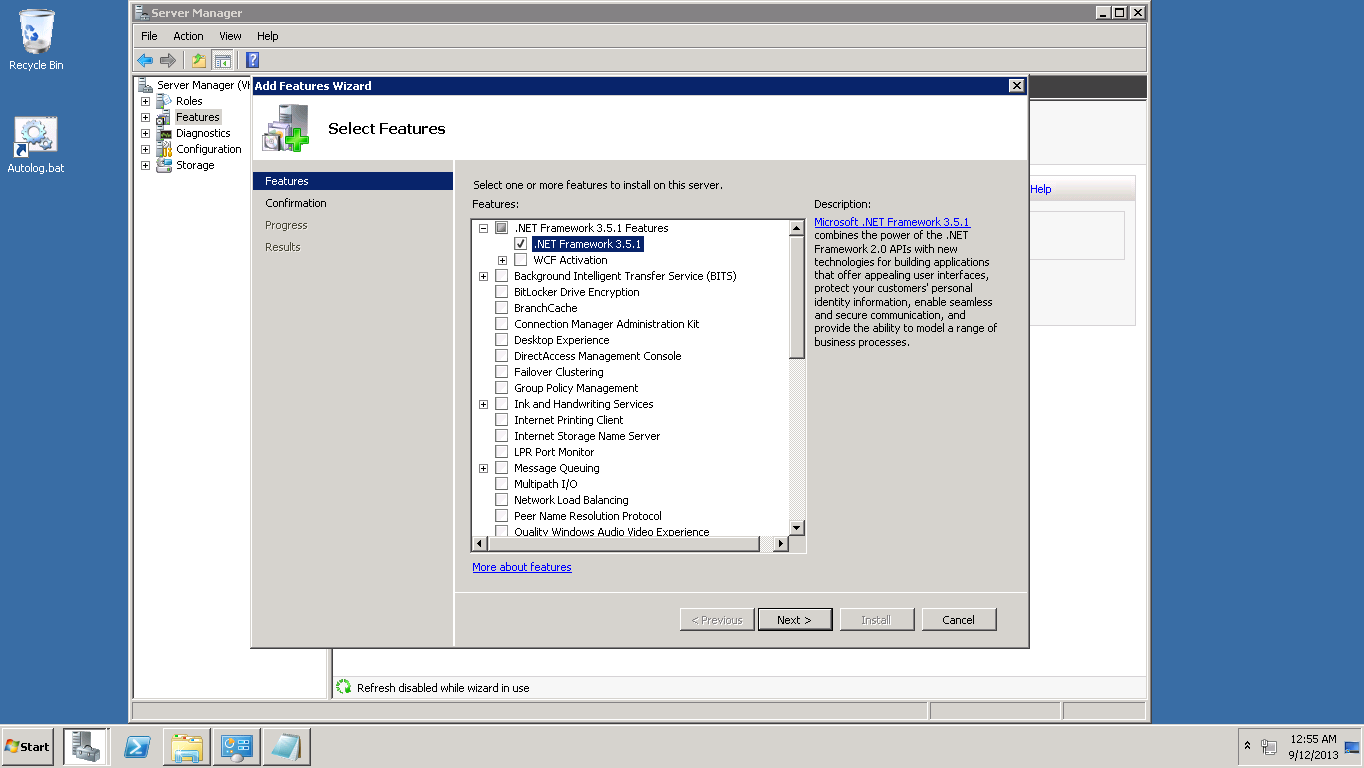 Recycle Bin
Autolog.bat
Server Manager
File Action View Help
Server Manager (V
Roles
Features
Diagnostics
Configuration
Storage
Add Features Wizard
Select Features
Features
Confirmation
Progress
Results
Select one or more features to install on this server.
Features:
.NET Framework 3.5.1 Features
.NET Framework 3.5.1
WCF Activation
Background Intelligent Transfer Service (BITS)
BitLocker Drive Encryption
BranchCache
Connection Manager Administration Kit
Desktop Experience
DirectAccess Management Console
Failover Clustering
Group Policy Management
Ink and Handwriting Services
Internet Printing Client
Internet Storage Name Server
LPR Port Monitor
Message Queuing
Multipath I/O
Network Load Balancing
Peer Name Resolution Protocol
Quality Windows Audio Video Experience
More about features
Description:
Microsoft .NET Framework 3.5.1
combines the power of the .NET
Framework 2.0 APIs with new
technologies for building applications
that offer appealing user interfaces,
protect your customers' personal
identity information, enable seamless
and secure communication, and
provide the ability to model a range of
business processes.
Help
< Previous Next > Install Cancel
Refresh disabled while wizard in use
Start
12:55 AM
9/12/2013